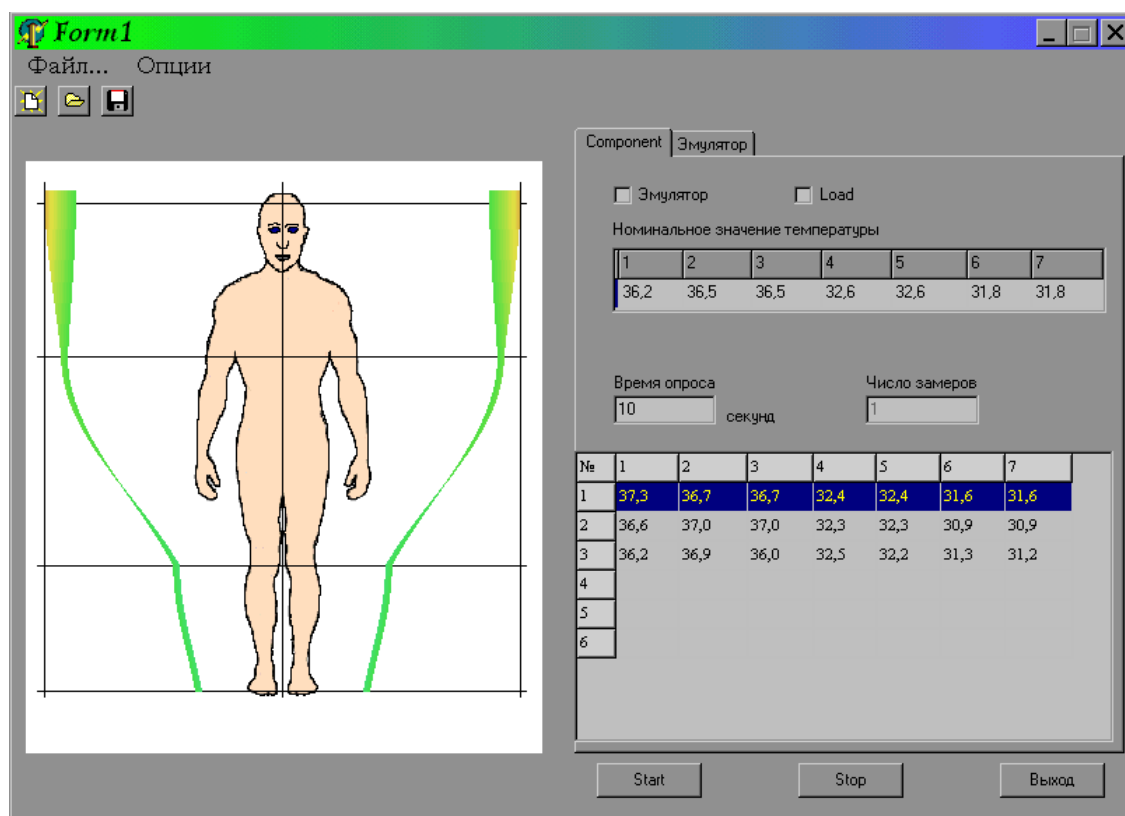 Form1
Файл... Опции
Component Эмулятор
Эмулятор Load
Номинальное значение температуры
1 2 3 4 5 6 7
36,2 36,5 36,5 32,6 32,6 31,8 31,8
Время опроса Число замеров
10 секунд 1
№ 1 2 3 4 5 6 7
1 37,3 36,7 36,7 32,4 32,4 31,6 31,6
2 36,6 37,0 37,0 32,3 32,3 30,9 30,9
3 36,2 36,9 36,0 32,5 32,2 31,3 31,2
4
5
6
Start Stop Выход